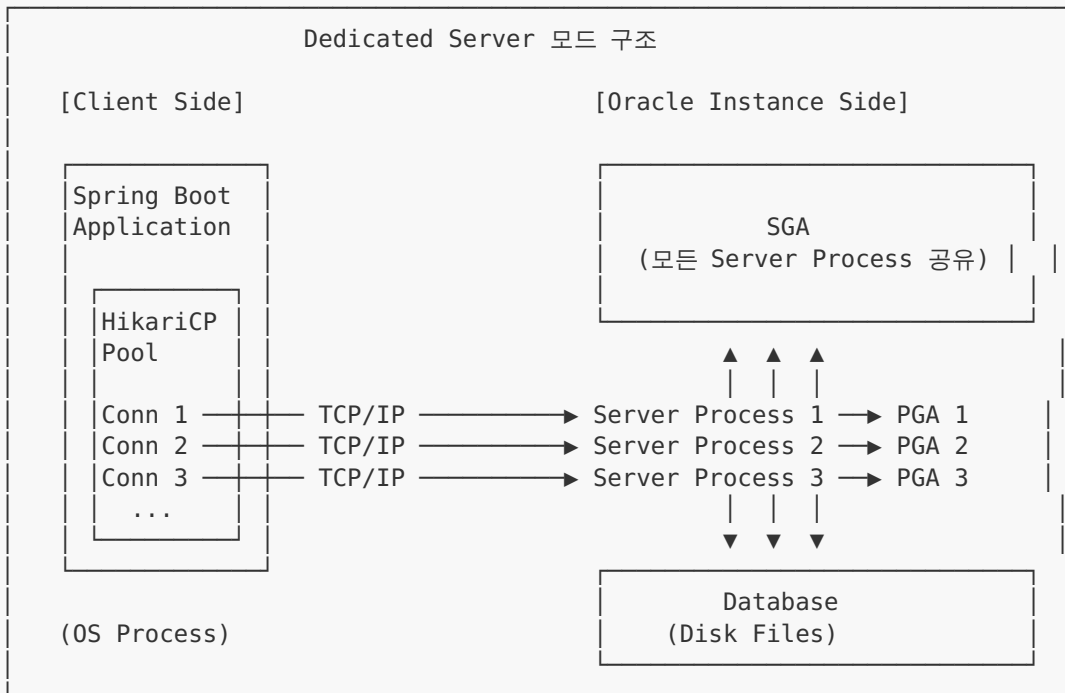 Dedicated Server 모드 구조
[Client Side] [Oracle Instance Side]
Spring Boot
Application SGA
(모든 Server Process 공유)
HikariCP
Pool
Conn 1 TCP/IP Server Process 1 PGA 1
Conn 2 TCP/IP Server Process 2 PGA 2
Conn 3 TCP/IP Server Process 3 PGA 3
...
Database
(OS Process) (Disk Files)